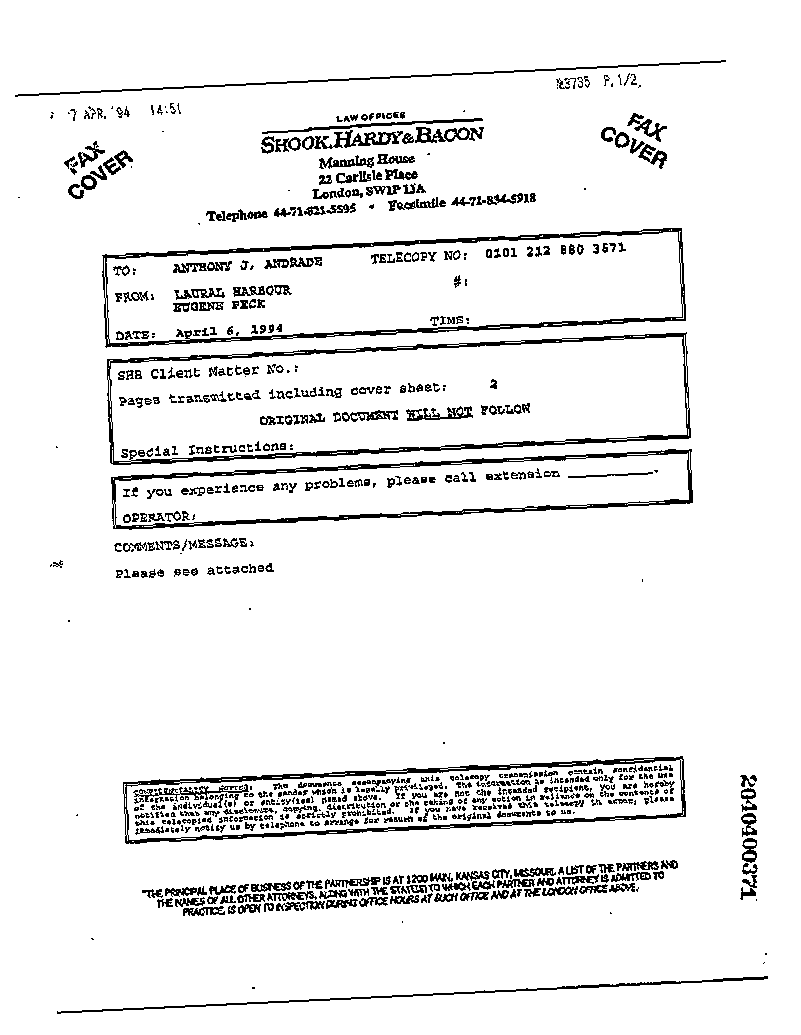 №3735 P.1/2
7 APR. '94 14:51
LAW OFFICES
FAX COVER
SHOOK, HARDY & BACON
FAX COVER
Manning House
22 Carlisle Place
London, SW1P 1JA
Telephone 44-71-821-5595 • Facsimile 44-71-834-5918
TO: ANTHONY J. ANDRADE TELECOPY NO: 0101 212 880 3571
FROM: LAURAL HARBOUR #:
EUGENE PECK
DATE: April 6, 1994 TIME:
SHB Client Matter No.:
Pages transmitted including cover sheet: 2
ORIGINAL DOCUMENT WILL NOT FOLLOW
Special Instructions:
If you experience any problems, please call extension ________.
OPERATOR:
COMMENTS/MESSAGE:
Please see attached
CONFIDENTIALITY NOTICE: The documents accompanying this telecopy transmission contain confidential
information belonging to the sender which is legally privileged. The information is intended only for the use
of the individual(s) or entity(ies) named above. If you are not the intended recipient, you are hereby
notified that any disclosure, copying, distribution or the taking of any action in reliance on the contents of
this telecopied information is strictly prohibited. If you have received this telecopy in error, please
immediately notify us by telephone to arrange for return of the original documents to us.
*THE PRINCIPAL PLACE OF BUSINESS OF THE PARTNERSHIP IS AT 1200 MAIN, KANSAS CITY, MISSOURI. A LIST OF THE PARTNERS AND
THE NAMES OF ALL OTHER ATTORNEYS, ALONG WITH THE STATE(S) TO WHICH EACH PARTNER AND ATTORNEY IS ADMITTED TO
PRACTICE, IS OPEN TO INSPECTION DURING OFFICE HOURS AT SUCH OFFICE AND AT THE LONDON OFFICE ABOVE.
2040400371